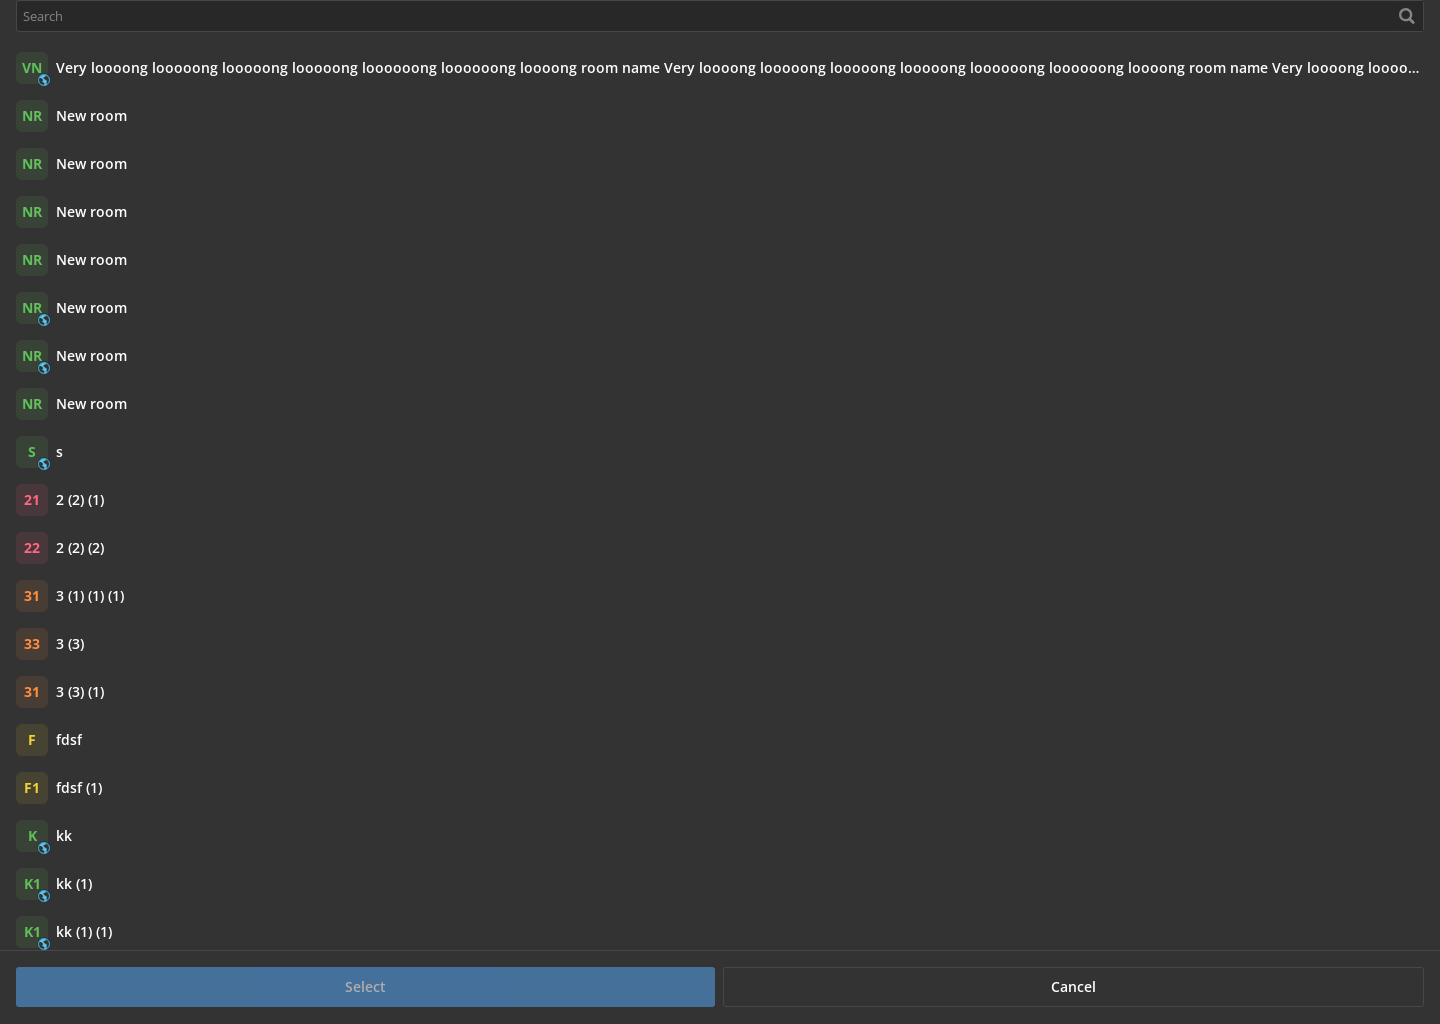 Search
VN Very loooong looooong looooong looooong loooooong loooooong loooong room name Very loooong looooong looooong looooong loooooong loooooong loooong room name Very loooong loooo...
NR New room
NR New room
NR New room
NR New room
NR New room
NR New room
NR New room
S s
21 2 (2) (1)
22 2 (2) (2)
31 3 (1) (1) (1)
33 3 (3)
31 3 (3) (1)
F fdsf
F1 fdsf (1)
K kk
K1 kk (1)
K1 kk (1) (1)
Select Cancel